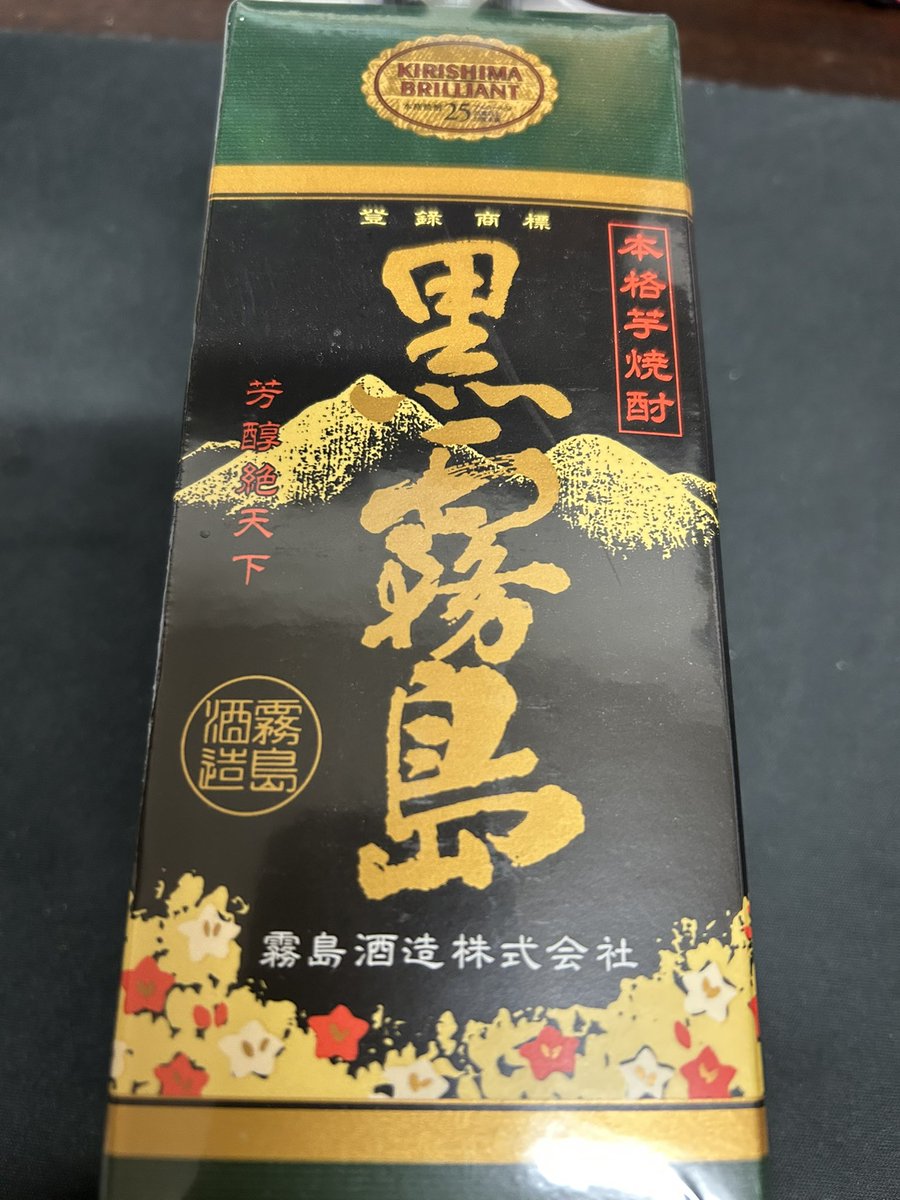 KIRISHIMA
BRILLIANT
25
登録商標
本格芋焼酎
黒霧島
芳醇絶天下
霧島
酒造
霧島酒造株式会社